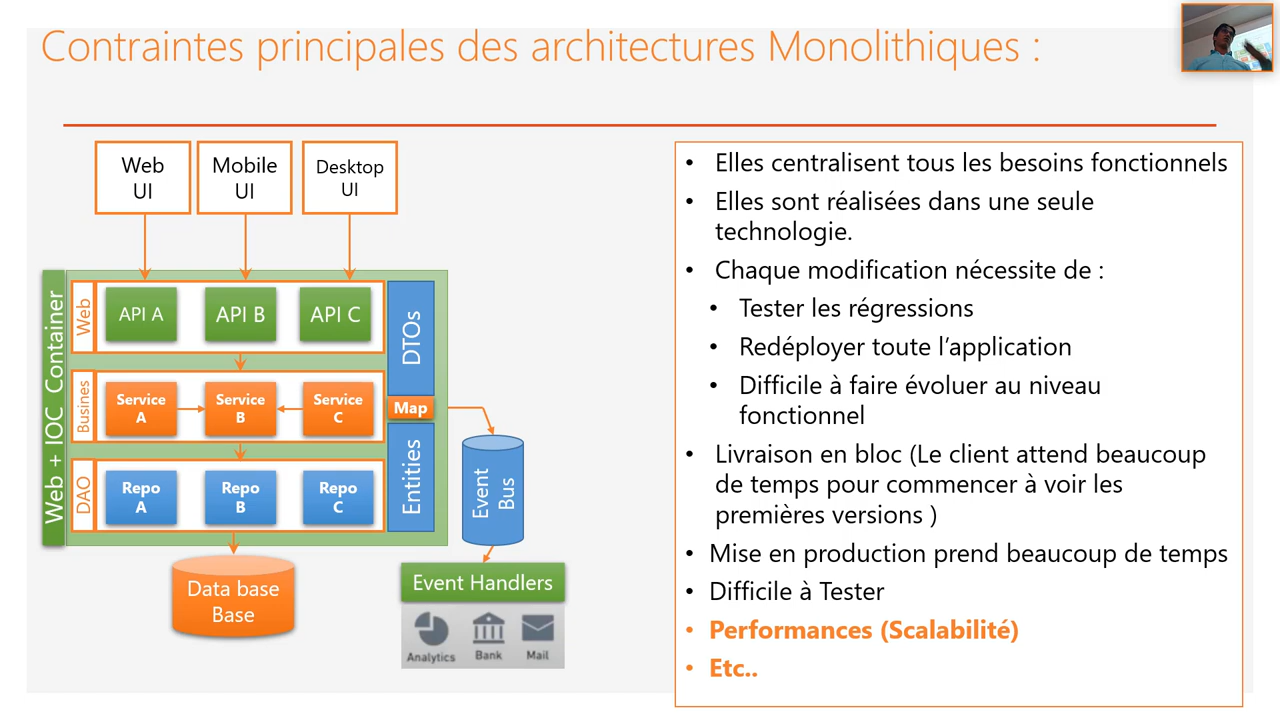 Contraintes principales des architectures Monolithiques :
Web
UI
Mobile
UI
Desktop
UI
Web + IOC Container
Web
API A
API B
API C
DTOs
Busines
Service
A
Service
B
Service
C
Map
DAO
Repo
A
Repo
B
Repo
C
Entities
Event
Bus
Data base
Base
Event Handlers
Analytics
Bank
Mail
• Elles centralisent tous les besoins fonctionnels
• Elles sont réalisées dans une seule
technologie.
• Chaque modification nécessite de :
• Tester les régressions
• Redéployer toute l’application
• Difficile à faire évoluer au niveau
fonctionnel
• Livraison en bloc (Le client attend beaucoup
de temps pour commencer à voir les
premières versions )
• Mise en production prend beaucoup de temps
• Difficile à Tester
• Performances (Scalabilité)
• Etc..